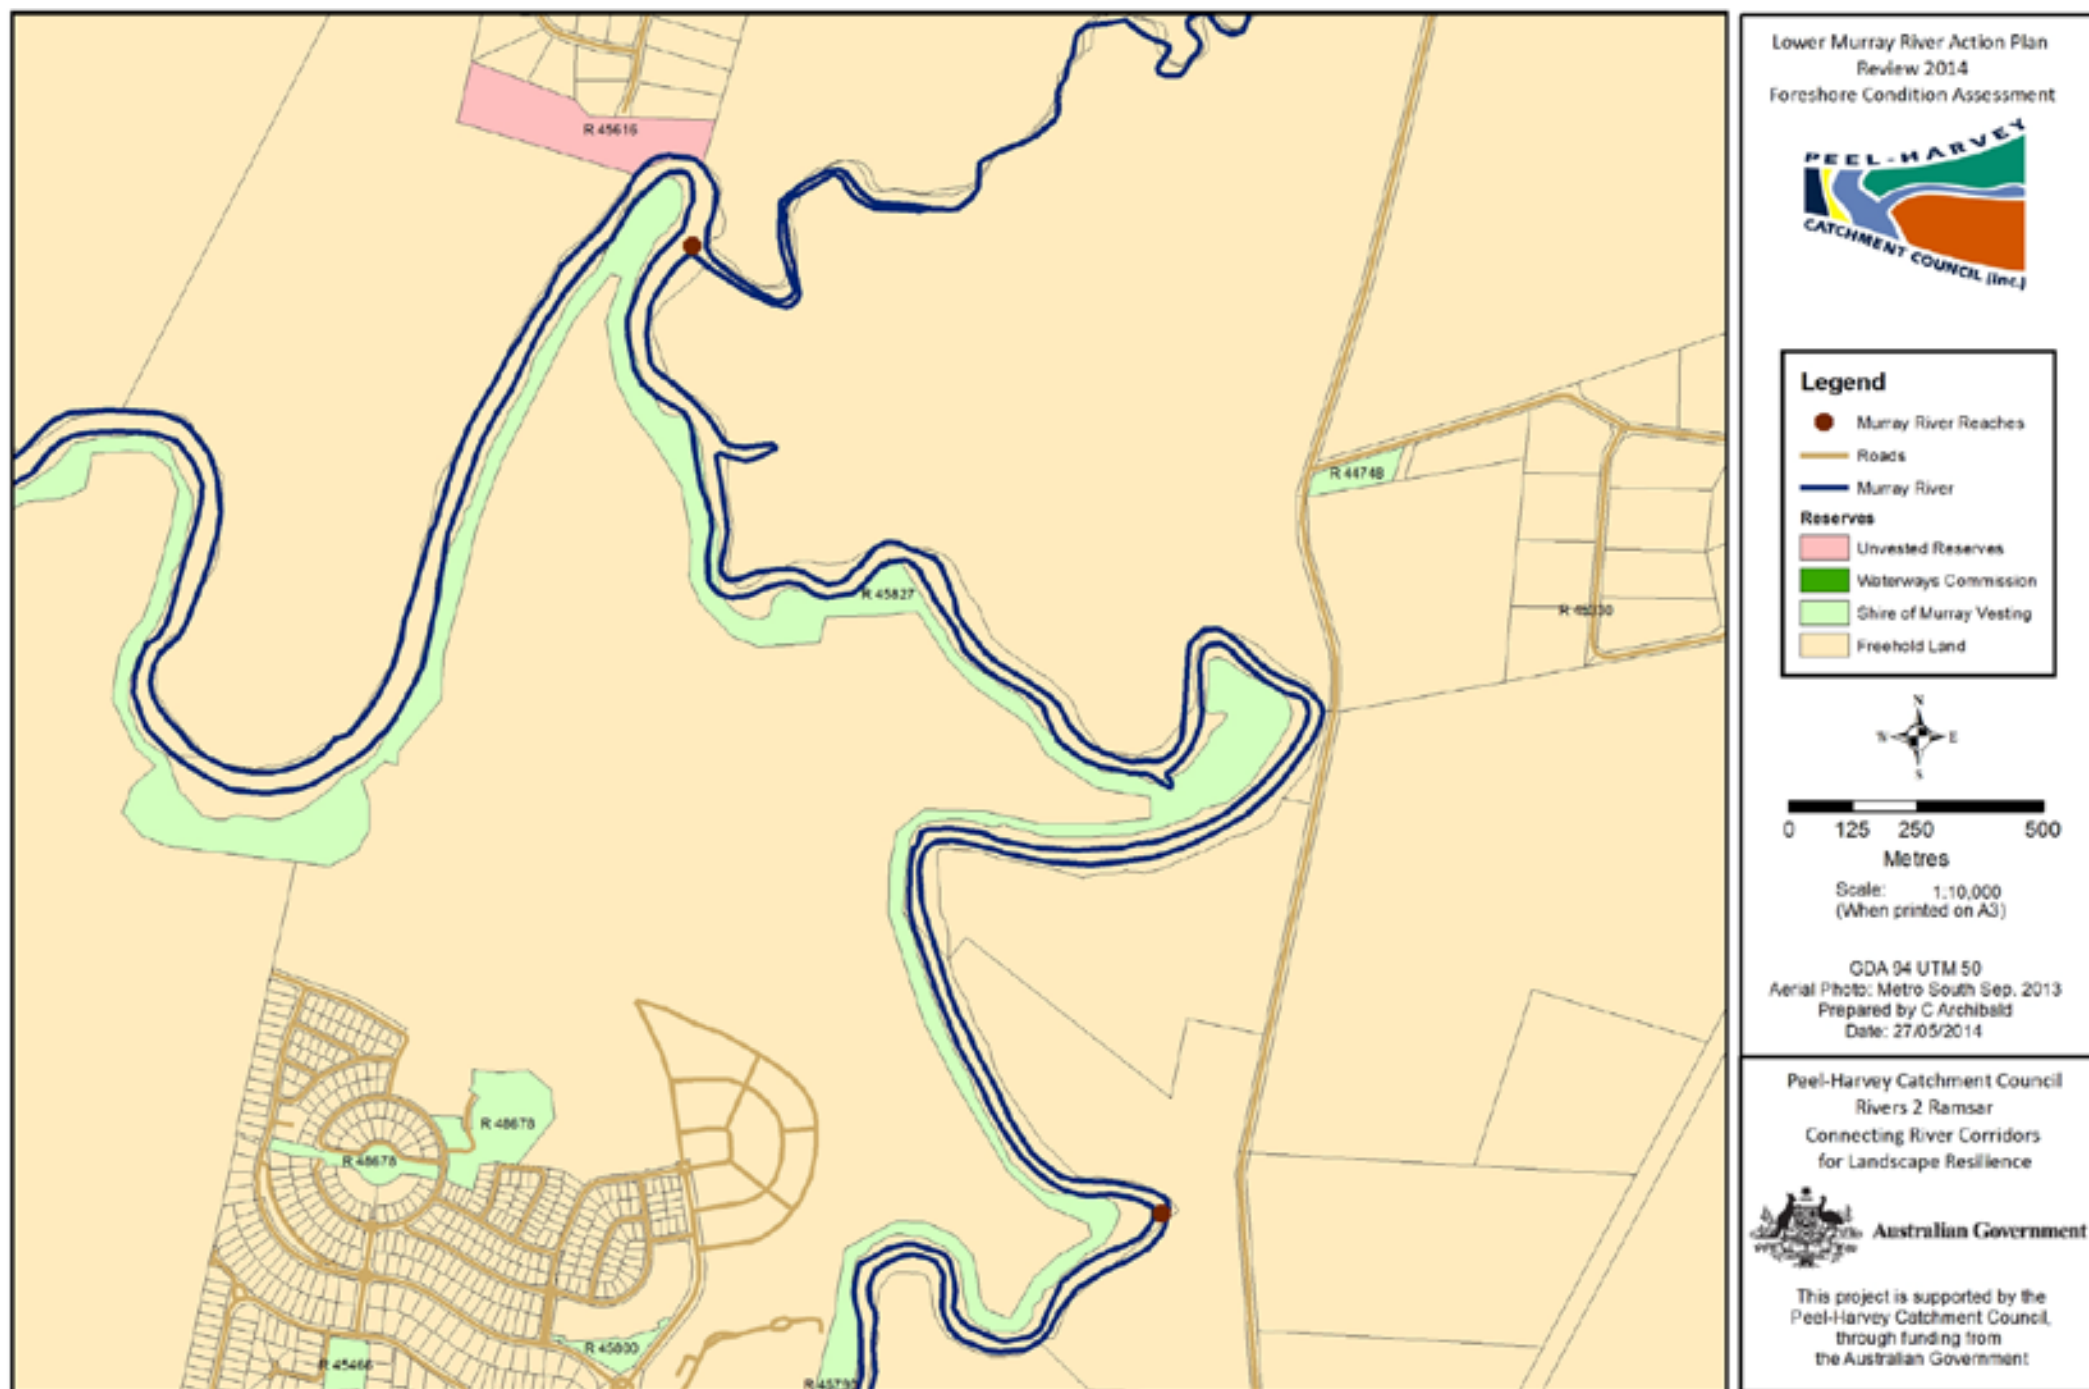 R 45616
R 44748
R 45827
R 48678
R 48678
R 45800
R 45466
Lower Murray River Action Plan
Review 2014
Foreshore Condition Assessment
PEEL-HARVEY
CATCHMENT COUNCIL (Inc.)
Legend
Murray River Reaches
Roads
Murray River
Reserves
Unvested Reserves
Waterways Commission
Shire of Murray Vesting
Freehold Land
N
W E
S
0 125 250 500
Metres
Scale: 1:10,000
(When printed on A3)
GDA 94 UTM 50
Aerial Photo: Metro South Sep. 2013
Prepared by C Archibald
Date: 27/05/2014
Peel-Harvey Catchment Council
Rivers 2 Ramsar
Connecting River Corridors
for Landscape Resilience
Australian Government
This project is supported by the
Peel-Harvey Catchment Council,
through funding from
the Australian Government